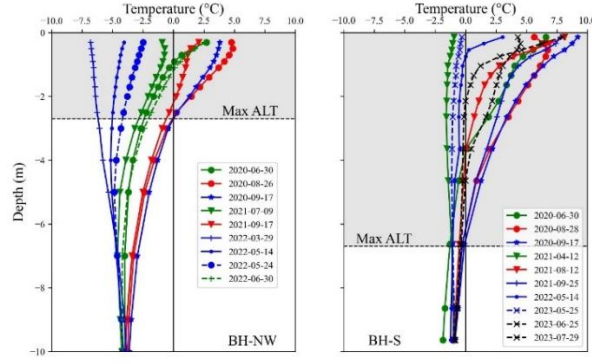 Temperature (°C)
-10.0 -7.5 -5.0 -2.5 0.0 2.5 5.0 7.5 10.0
0
-2
-4
-6
-8
-10
Depth (m)
Max ALT
2020-06-30
2020-08-26
2020-09-17
2021-07-09
2021-09-17
2022-03-29
2022-05-14
2022-05-24
2022-06-30
BH-NW
Temperature (°C)
-10.0 -7.5 -5.0 -2.5 0.0 2.5 5.0 7.5 10.0
Max ALT
2020-06-30
2020-08-28
2020-09-17
2021-04-12
2021-08-12
2021-09-25
2022-05-14
2023-05-25
2023-06-25
2023-07-29
BH-S